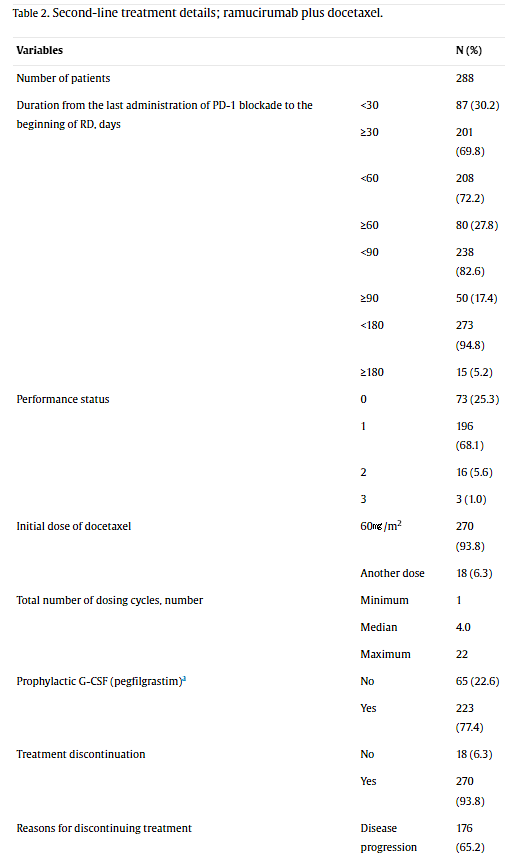 Table 2. Second-line treatment details; ramucirumab plus docetaxel.
Variables N (%)
Number of patients 288
Duration from the last administration of PD-1 blockade to the beginning of RD, days <30 87 (30.2)
≥30 201 (69.8)
<60 208 (72.2)
≥60 80 (27.8)
<90 238 (82.6)
≥90 50 (17.4)
<180 273 (94.8)
≥180 15 (5.2)
Performance status 0 73 (25.3)
1 196 (68.1)
2 16 (5.6)
3 3 (1.0)
Initial dose of docetaxel 60㎎/m2 270 (93.8)
Another dose 18 (6.3)
Total number of dosing cycles, number Minimum 1
Median 4.0
Maximum 22
Prophylactic G-CSF (pegfilgrastim)a No 65 (22.6)
Yes 223 (77.4)
Treatment discontinuation No 18 (6.3)
Yes 270 (93.8)
Reasons for discontinuing treatment Disease progression 176 (65.2)